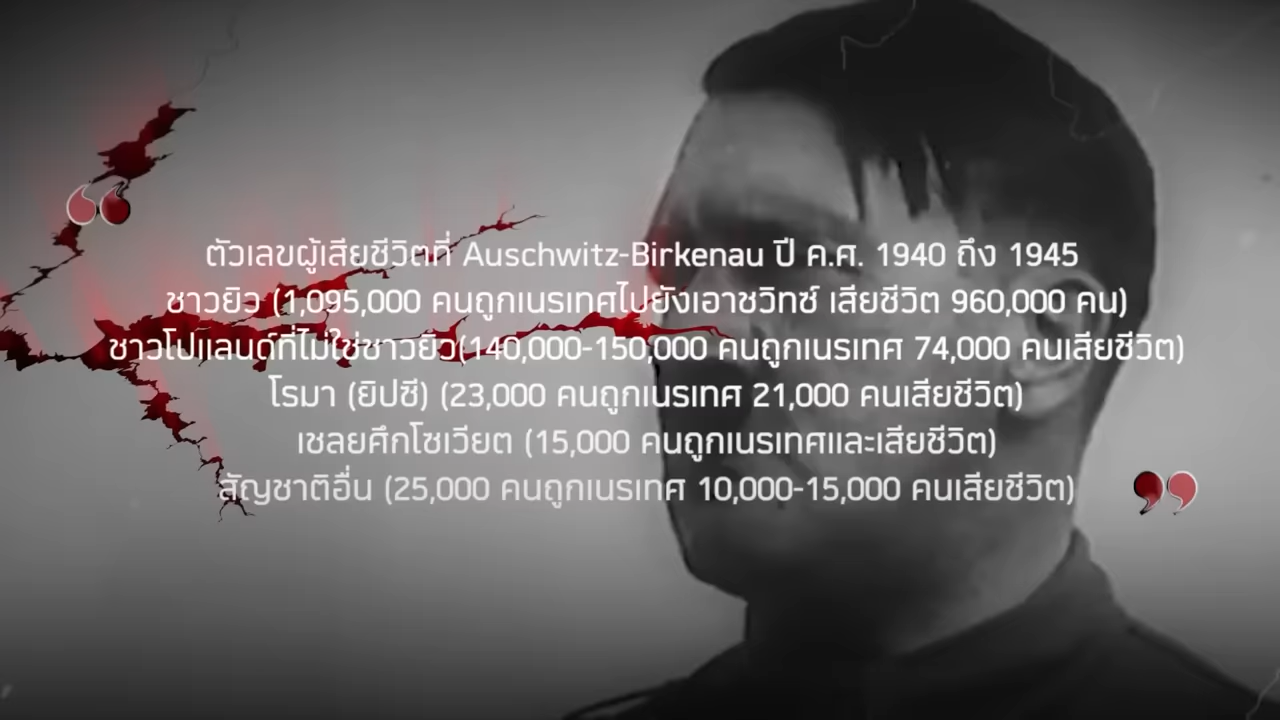 ตัวเลขผู้เสียชีวิตที่ Auschwitz-Birkenau ปี ค.ศ. 1940 ถึง 1945
ชาวยิว (1,095,000 คนถูกเนรเทศไปยังเอาชวิทซ์ เสียชีวิต 960,000 คน)
ชาวโปแลนด์ที่ไม่ใช่ชาวยิว(140,000-150,000 คนถูกเนรเทศ 74,000 คนเสียชีวิต)
โรมา (ยิปซี) (23,000 คนถูกเนรเทศ 21,000 คนเสียชีวิต)
เชลยศึกโซเวียต (15,000 คนถูกเนรเทศและเสียชีวิต)
สัญชาติอื่น (25,000 คนถูกเนรเทศ 10,000-15,000 คนเสียชีวิต)